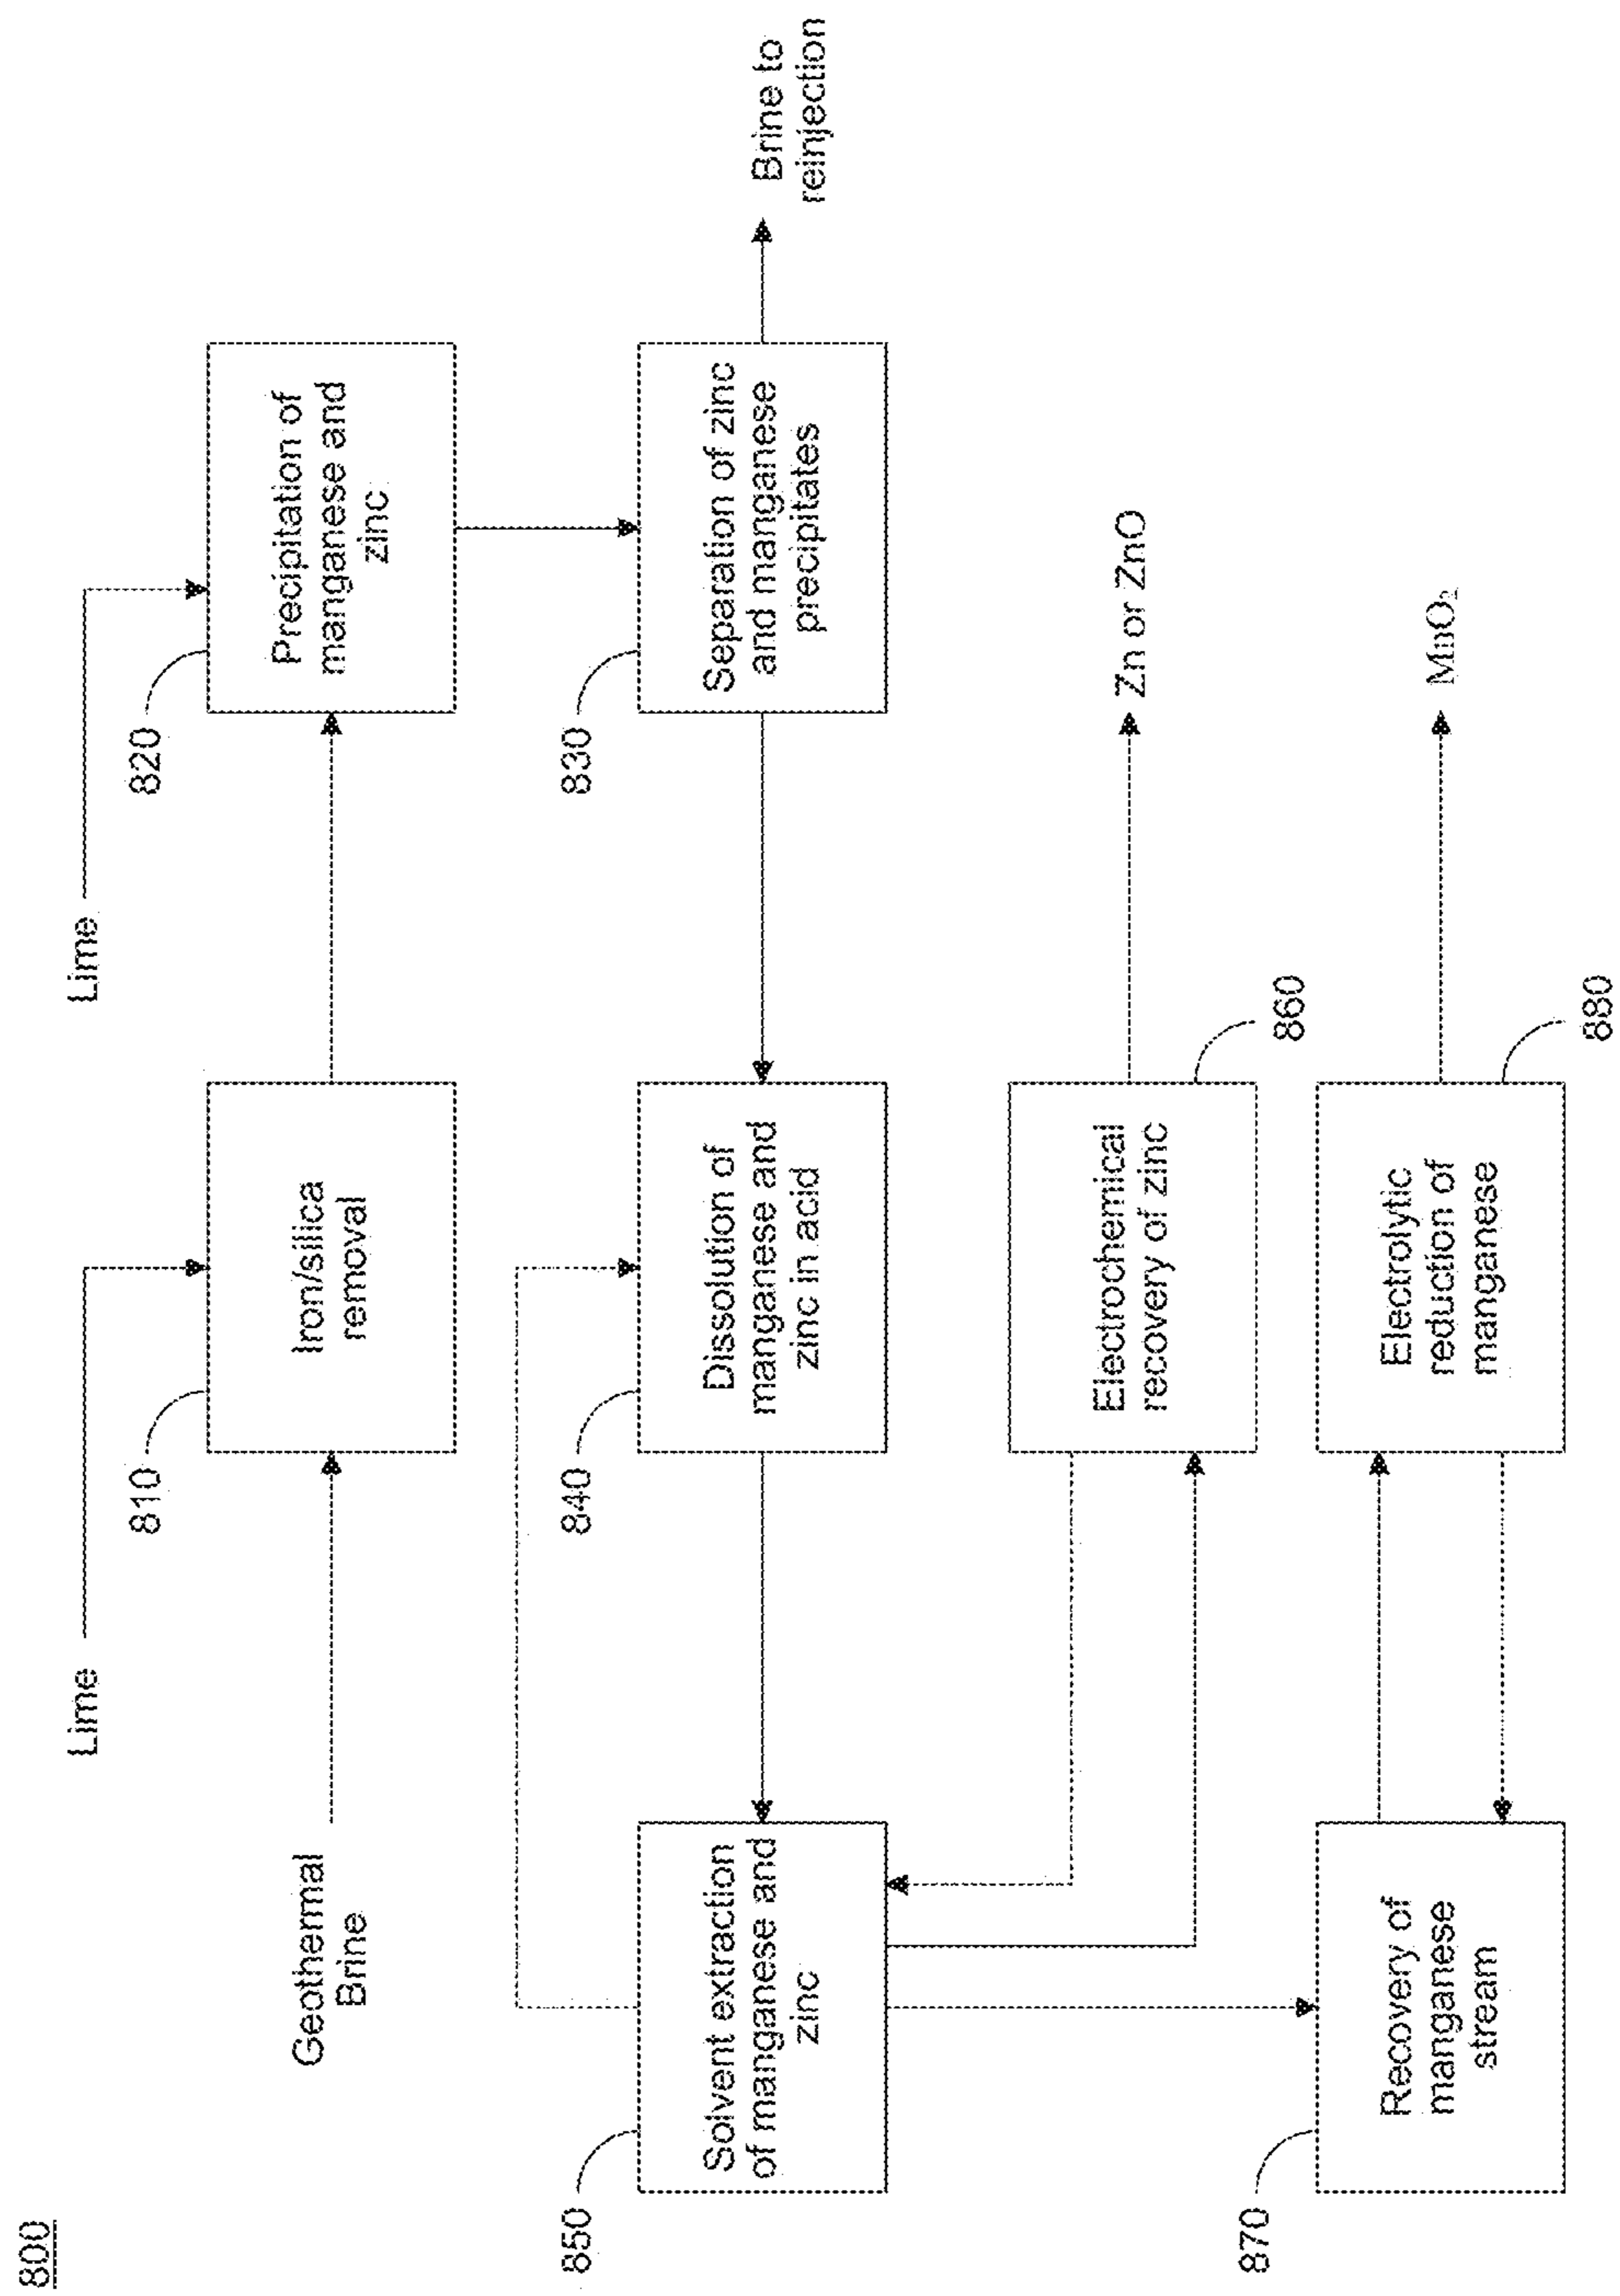 800
Lime
Lime
810
820
Geothermal
Brine
Iron/silica
removal
Precipitation of
manganese and
zinc
850
840
830
Solvent extraction
of manganese and
zinc
Dissolution of
manganese and
zinc in acid
Separation of zinc
and manganese
precipitates
Brine to
reinjection
Electrochemical
recovery of zinc
Zn or ZnO
860
870
Recovery of
manganese
stream
Electrolytic
reduction of
manganese
MnO₂
880